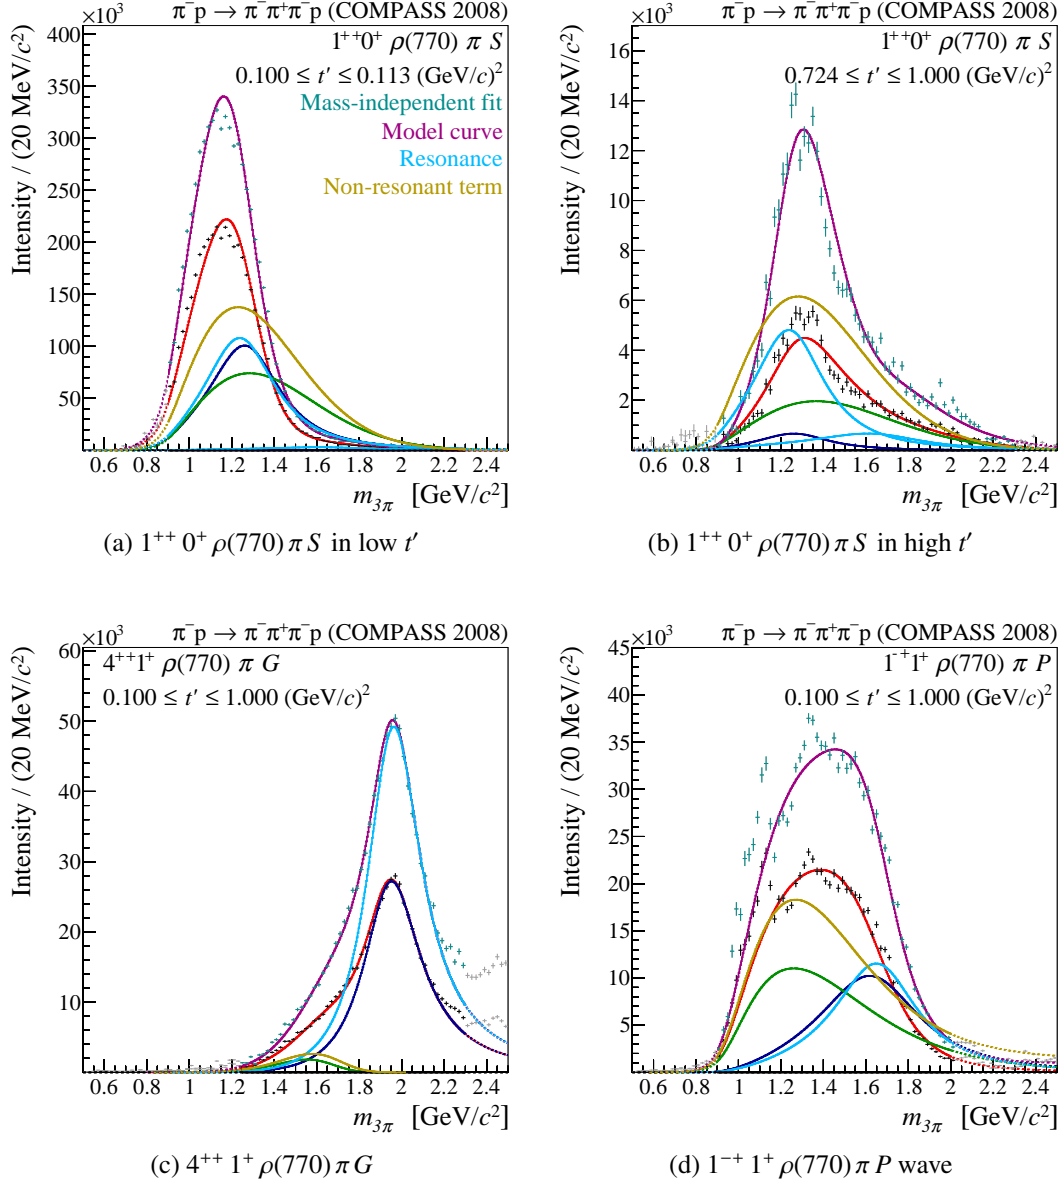 π⁻p → π⁻π⁺π⁻p (COMPASS 2008)
×10³
1⁺⁺0⁺ ρ(770) π S
0.100 ≤ t′ ≤ 0.113 (GeV/c)²
Mass-independent fit
Model curve
Resonance
Non-resonant term
Intensity / (20 MeV/c²)
400
350
300
250
200
150
100
50
0.6 0.8 1 1.2 1.4 1.6 1.8 2 2.2 2.4
m₃π [GeV/c²]
(a) 1⁺⁺ 0⁺ ρ(770) π S in low t′
π⁻p → π⁻π⁺π⁻p (COMPASS 2008)
×10³
1⁺⁺0⁺ ρ(770) π S
0.724 ≤ t′ ≤ 1.000 (GeV/c)²
Intensity / (20 MeV/c²)
16
14
12
10
8
6
4
2
0.6 0.8 1 1.2 1.4 1.6 1.8 2 2.2 2.4
m₃π [GeV/c²]
(b) 1⁺⁺ 0⁺ ρ(770) π S in high t′
π⁻p → π⁻π⁺π⁻p (COMPASS 2008)
×10³
4⁺⁺1⁺ ρ(770) π G
0.100 ≤ t′ ≤ 1.000 (GeV/c)²
Intensity / (20 MeV/c²)
60
50
40
30
20
10
0.6 0.8 1 1.2 1.4 1.6 1.8 2 2.2 2.4
m₃π [GeV/c²]
(c) 4⁺⁺ 1⁺ ρ(770) π G
π⁻p → π⁻π⁺π⁻p (COMPASS 2008)
×10³
1⁻⁺1⁺ ρ(770) π P
0.100 ≤ t′ ≤ 1.000 (GeV/c)²
Intensity / (20 MeV/c²)
45
40
35
30
25
20
15
10
5
0.6 0.8 1 1.2 1.4 1.6 1.8 2 2.2 2.4
m₃π [GeV/c²]
(d) 1⁻⁺ 1⁺ ρ(770) π P wave